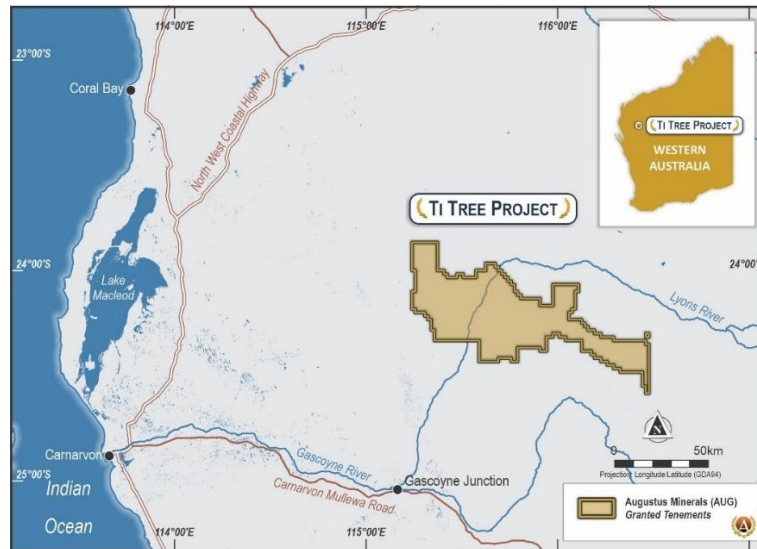 114°00'E
115°00'E
116°00'E
23°00'S
23°00'S
Coral Bay
North West Coastal Highway
TI TREE PROJECT
WESTERN
AUSTRALIA
TI TREE PROJECT
24°00'S
24°00'S
Lake
Macleod
Lyons River
Carnarvon
Gascoyne River
Gascoyne Junction
Carnarvon Mullewa Road
25°00'S
Indian
Ocean
N
0
50km
Projection: Longitude Latitude (GDA94)
Augustus Minerals (AUG)
Granted Tenements
114°00'E
115°00'E